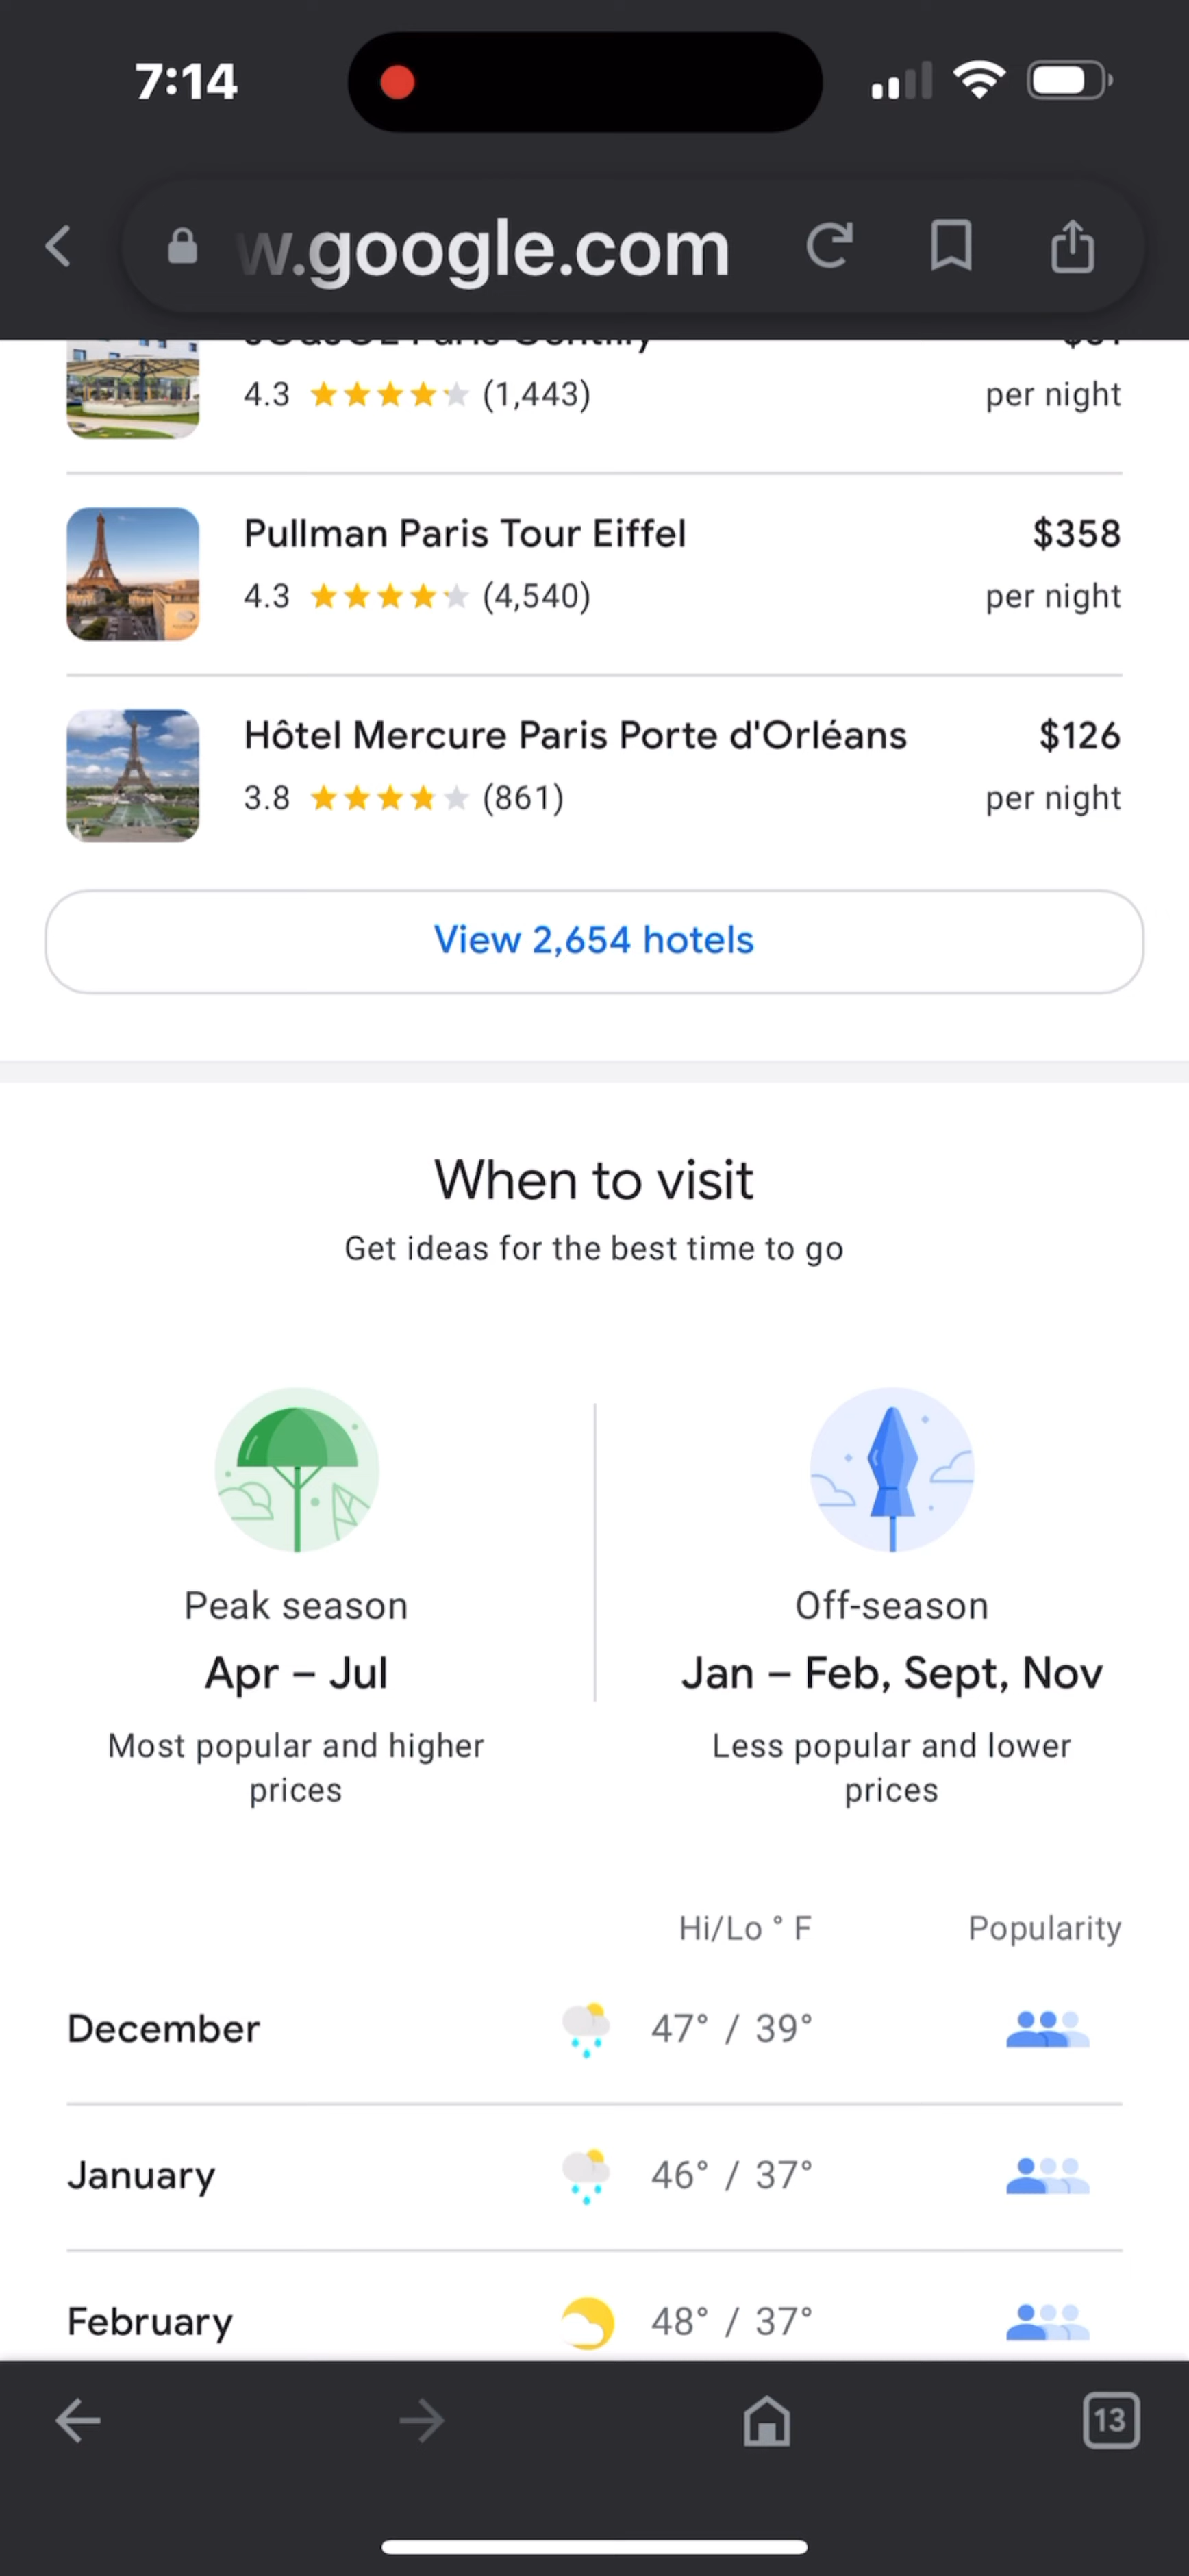 7:14
w.google.com
4.3 (1,443) per night
Pullman Paris Tour Eiffel $358
4.3 (4,540) per night
Hôtel Mercure Paris Porte d'Orléans $126
3.8 (861) per night
View 2,654 hotels
When to visit
Get ideas for the best time to go
Peak season
Apr – Jul
Most popular and higher
prices
Off-season
Jan – Feb, Sept, Nov
Less popular and lower
prices
Hi/Lo ° F Popularity
December 47° / 39°
January 46° / 37°
February 48° / 37°
13